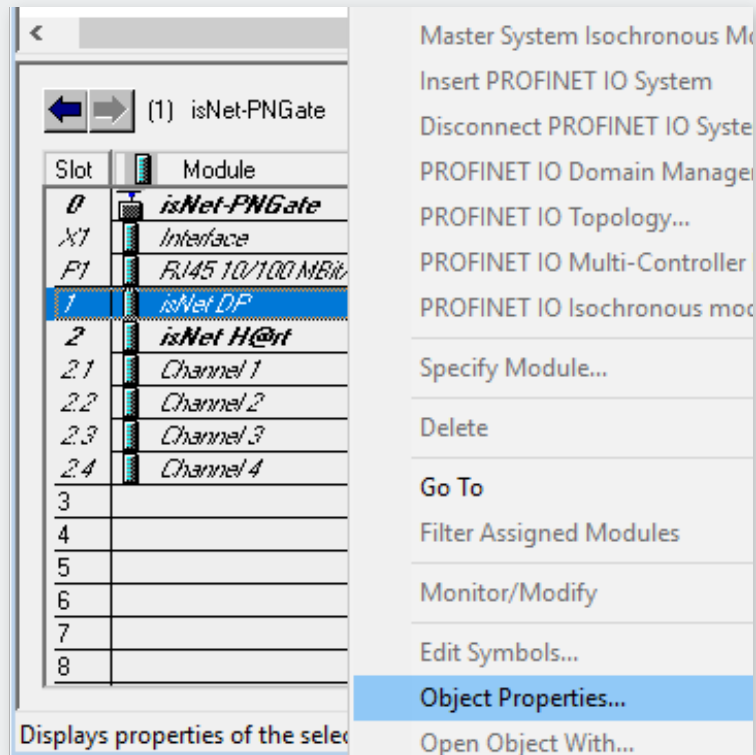 (1) isNet-PNGate
Slot Module
0 isNet-PNGate
X1 Interface
P1 RJ45 10/100 MBit/
1 isNet DP
2 isNet H@rt
2.1 Channel 1
2.2 Channel 2
2.3 Channel 3
2.4 Channel 4
3
4
5
6
7
8
Displays properties of the selec
Master System Isochronous Mo
Insert PROFINET IO System
Disconnect PROFINET IO Syste
PROFINET IO Domain Manager
PROFINET IO Topology...
PROFINET IO Multi-Controller
PROFINET IO Isochronous mod
Specify Module...
Delete
Go To
Filter Assigned Modules
Monitor/Modify
Edit Symbols...
Object Properties...
Open Object With...